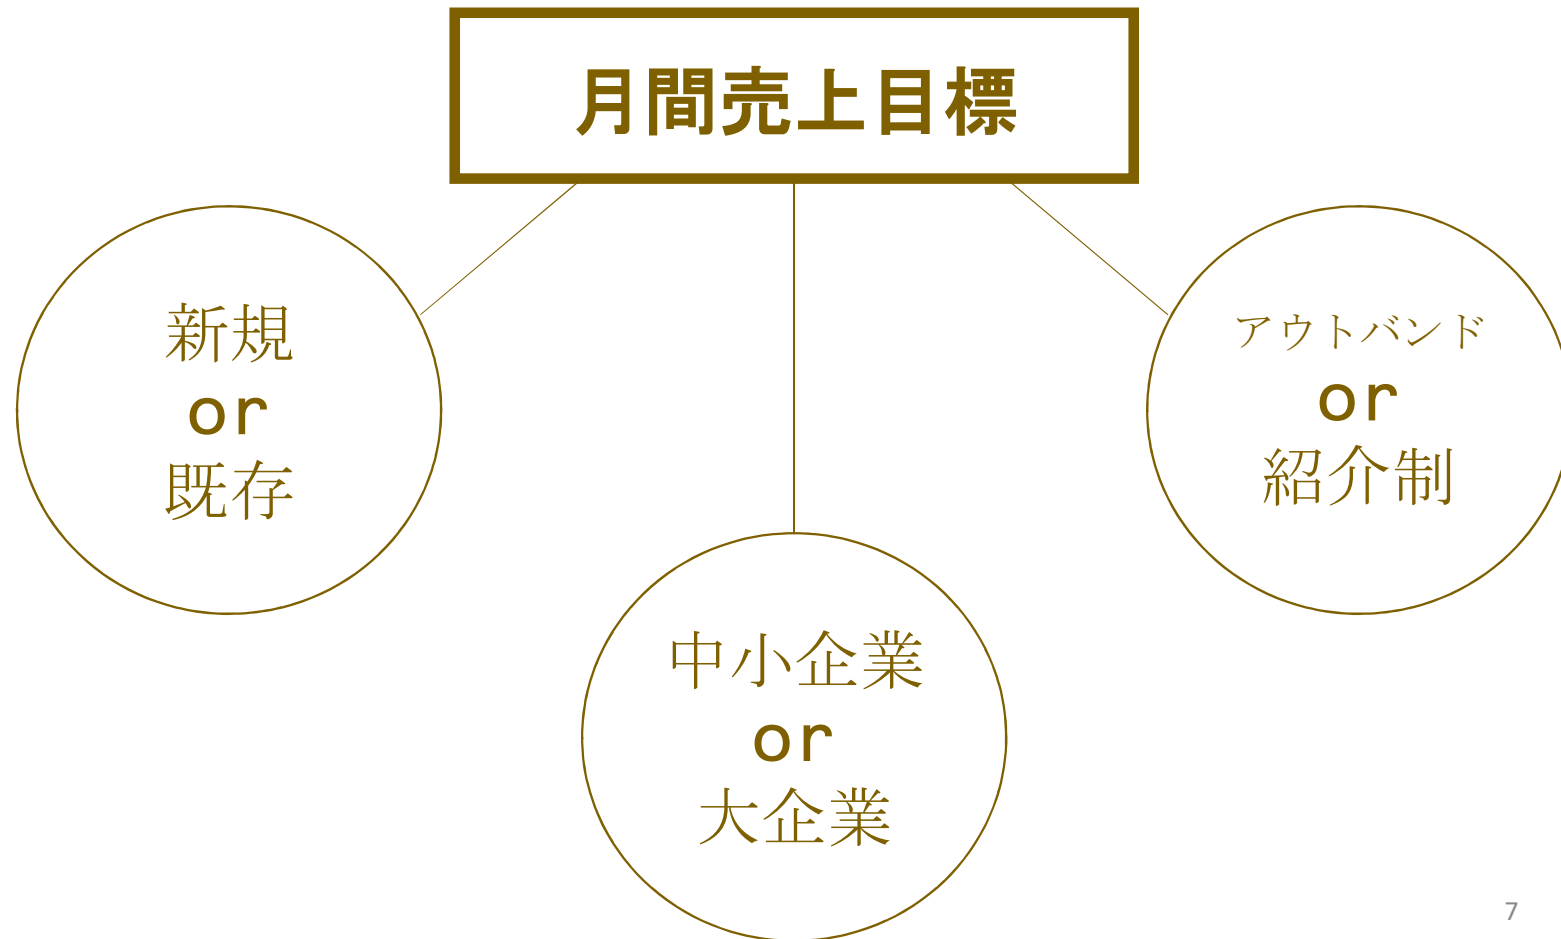 月間売上目標
新規
or
既存
中小企業
or
大企業
アウトバンド
or
紹介制
7